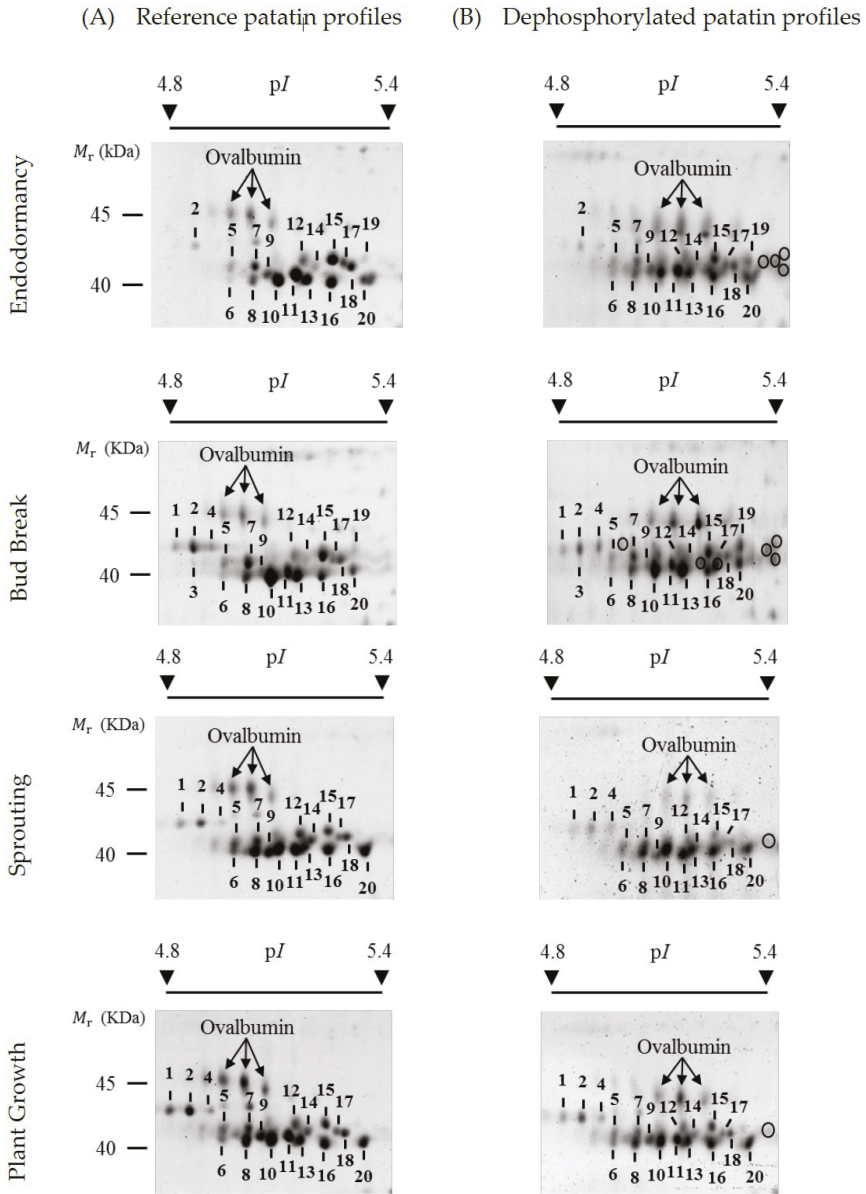 (A) Reference patatin profiles
(B) Dephosphorylated patatin profiles
Endodormancy
4.8 pI 5.4
Mr (kDa)
45
40
Ovalbumin
2 5 7 9 12 14 15 17 19
6 8 10 11 13 16 18 20
4.8 pI 5.4
Ovalbumin
2 5 7 9 12 14 15 17 19
6 8 10 11 13 16 18 20
Bud Break
4.8 pI 5.4
Mr (KDa)
45
40
Ovalbumin
1 2 4 5 7 9 12 14 15 17 19
3 6 8 10 11 13 16 18 20
4.8 pI 5.4
Ovalbumin
1 2 4 5 7 9 12 14 15 17 19
3 6 8 10 11 13 16 18 20
Sprouting
4.8 pI 5.4
Mr (KDa)
45
40
Ovalbumin
1 2 4 5 7 9 12 14 15 17
6 8 10 11 13 16 18 20
4.8 pI 5.4
Ovalbumin
1 2 4 5 7 9 12 14 15 17
6 8 10 11 13 16 18 20
Plant Growth
4.8 pI 5.4
Mr (KDa)
45
40
Ovalbumin
1 2 4 5 7 9 12 14 15 17
6 8 10 11 13 16 18 20
4.8 pI 5.4
Ovalbumin
1 2 4 5 7 9 12 14 15 17
6 8 10 11 13 16 18 20